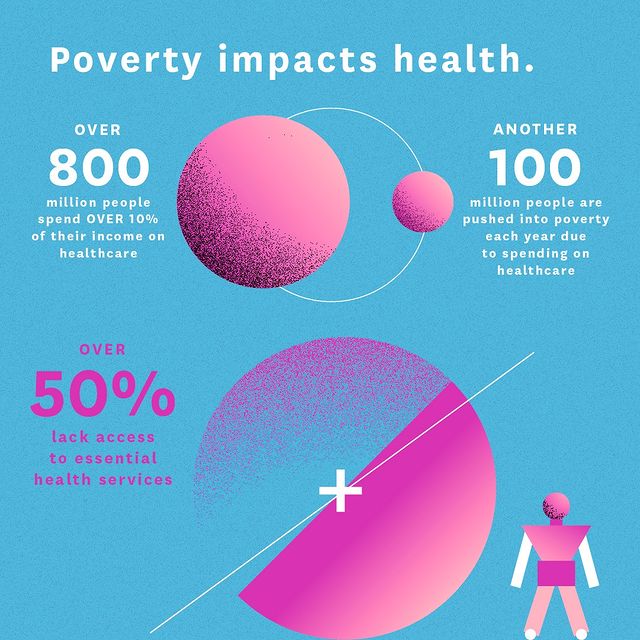 Poverty impacts health.
OVER
800
million people
spend OVER 10%
of their income on
healthcare
ANOTHER
100
million people are
pushed into poverty
each year due
to spending on
healthcare
OVER
50%
lack access
to essential
health services